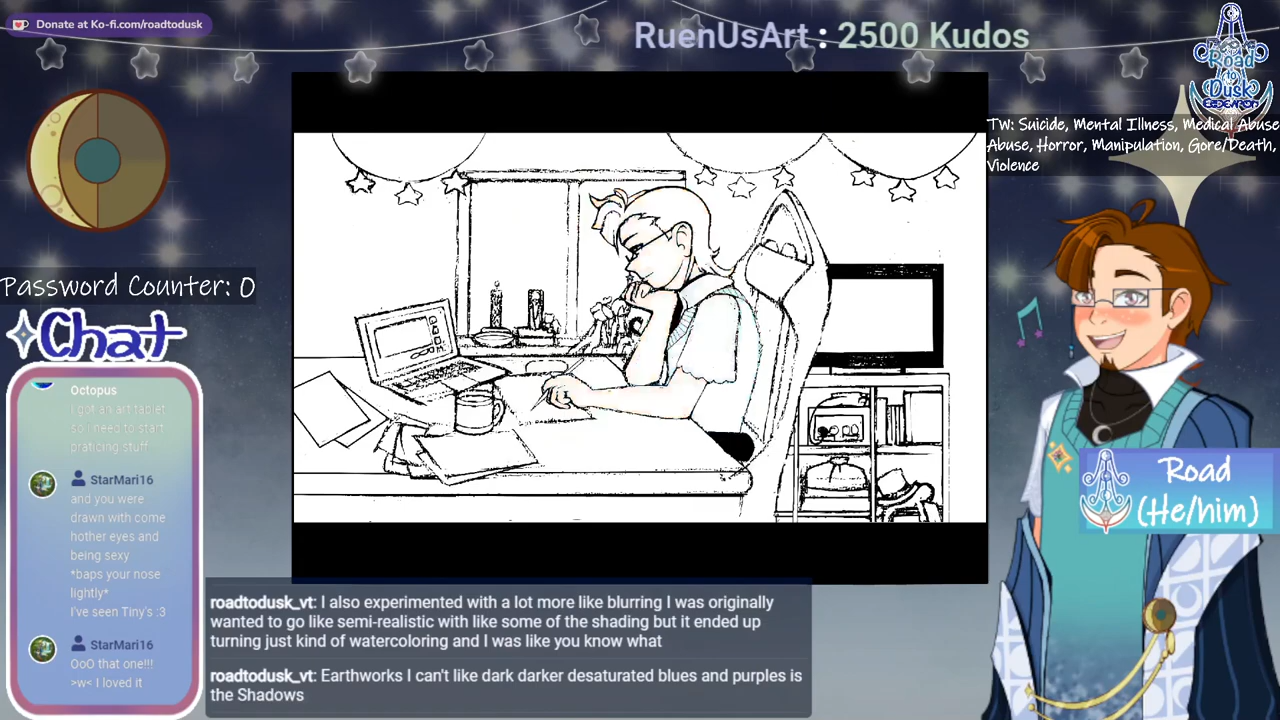 Donate at Ko-fi.com/roadtodusk
RuenUsArt : 2500 Kudos
Road
to
Dusk
Tw: Suicide, Mental Illness, Medical Abuse
Abuse, Horror, Manipulation, Gore/Death,
Violence
Password Counter: 0
Chat
Octopus
I got an art tablet
so i need to start
praticing stuff
StarMari16
and you were
drawn with come
hother eyes and
being sexy
*baps your nose
lightly*
I've seen Tiny's :3
StarMari16
OoO that one!!!
>w< I loved it
Road
(He/him)
roadtodusk_vt: I also experimented with a lot more like blurring I was originally
wanted to go like semi-realistic with like some of the shading but it ended up
turning just kind of watercoloring and I was like you know what
roadtodusk_vt: Earthworks I can't like dark darker desaturated blues and purples is
the Shadows